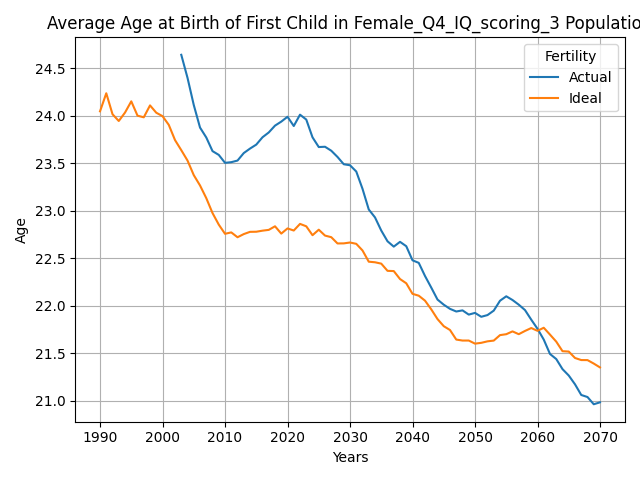 Average Age at Birth of First Child in Female_Q4_IQ_scoring_3 Populatio
Fertility
Actual
Ideal
Age
24.5
24.0
23.5
23.0
22.5
22.0
21.5
21.0
1990 2000 2010 2020 2030 2040 2050 2060 2070
Years